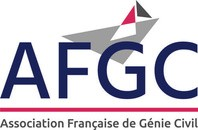 AFGC
Association Française de Génie Civil